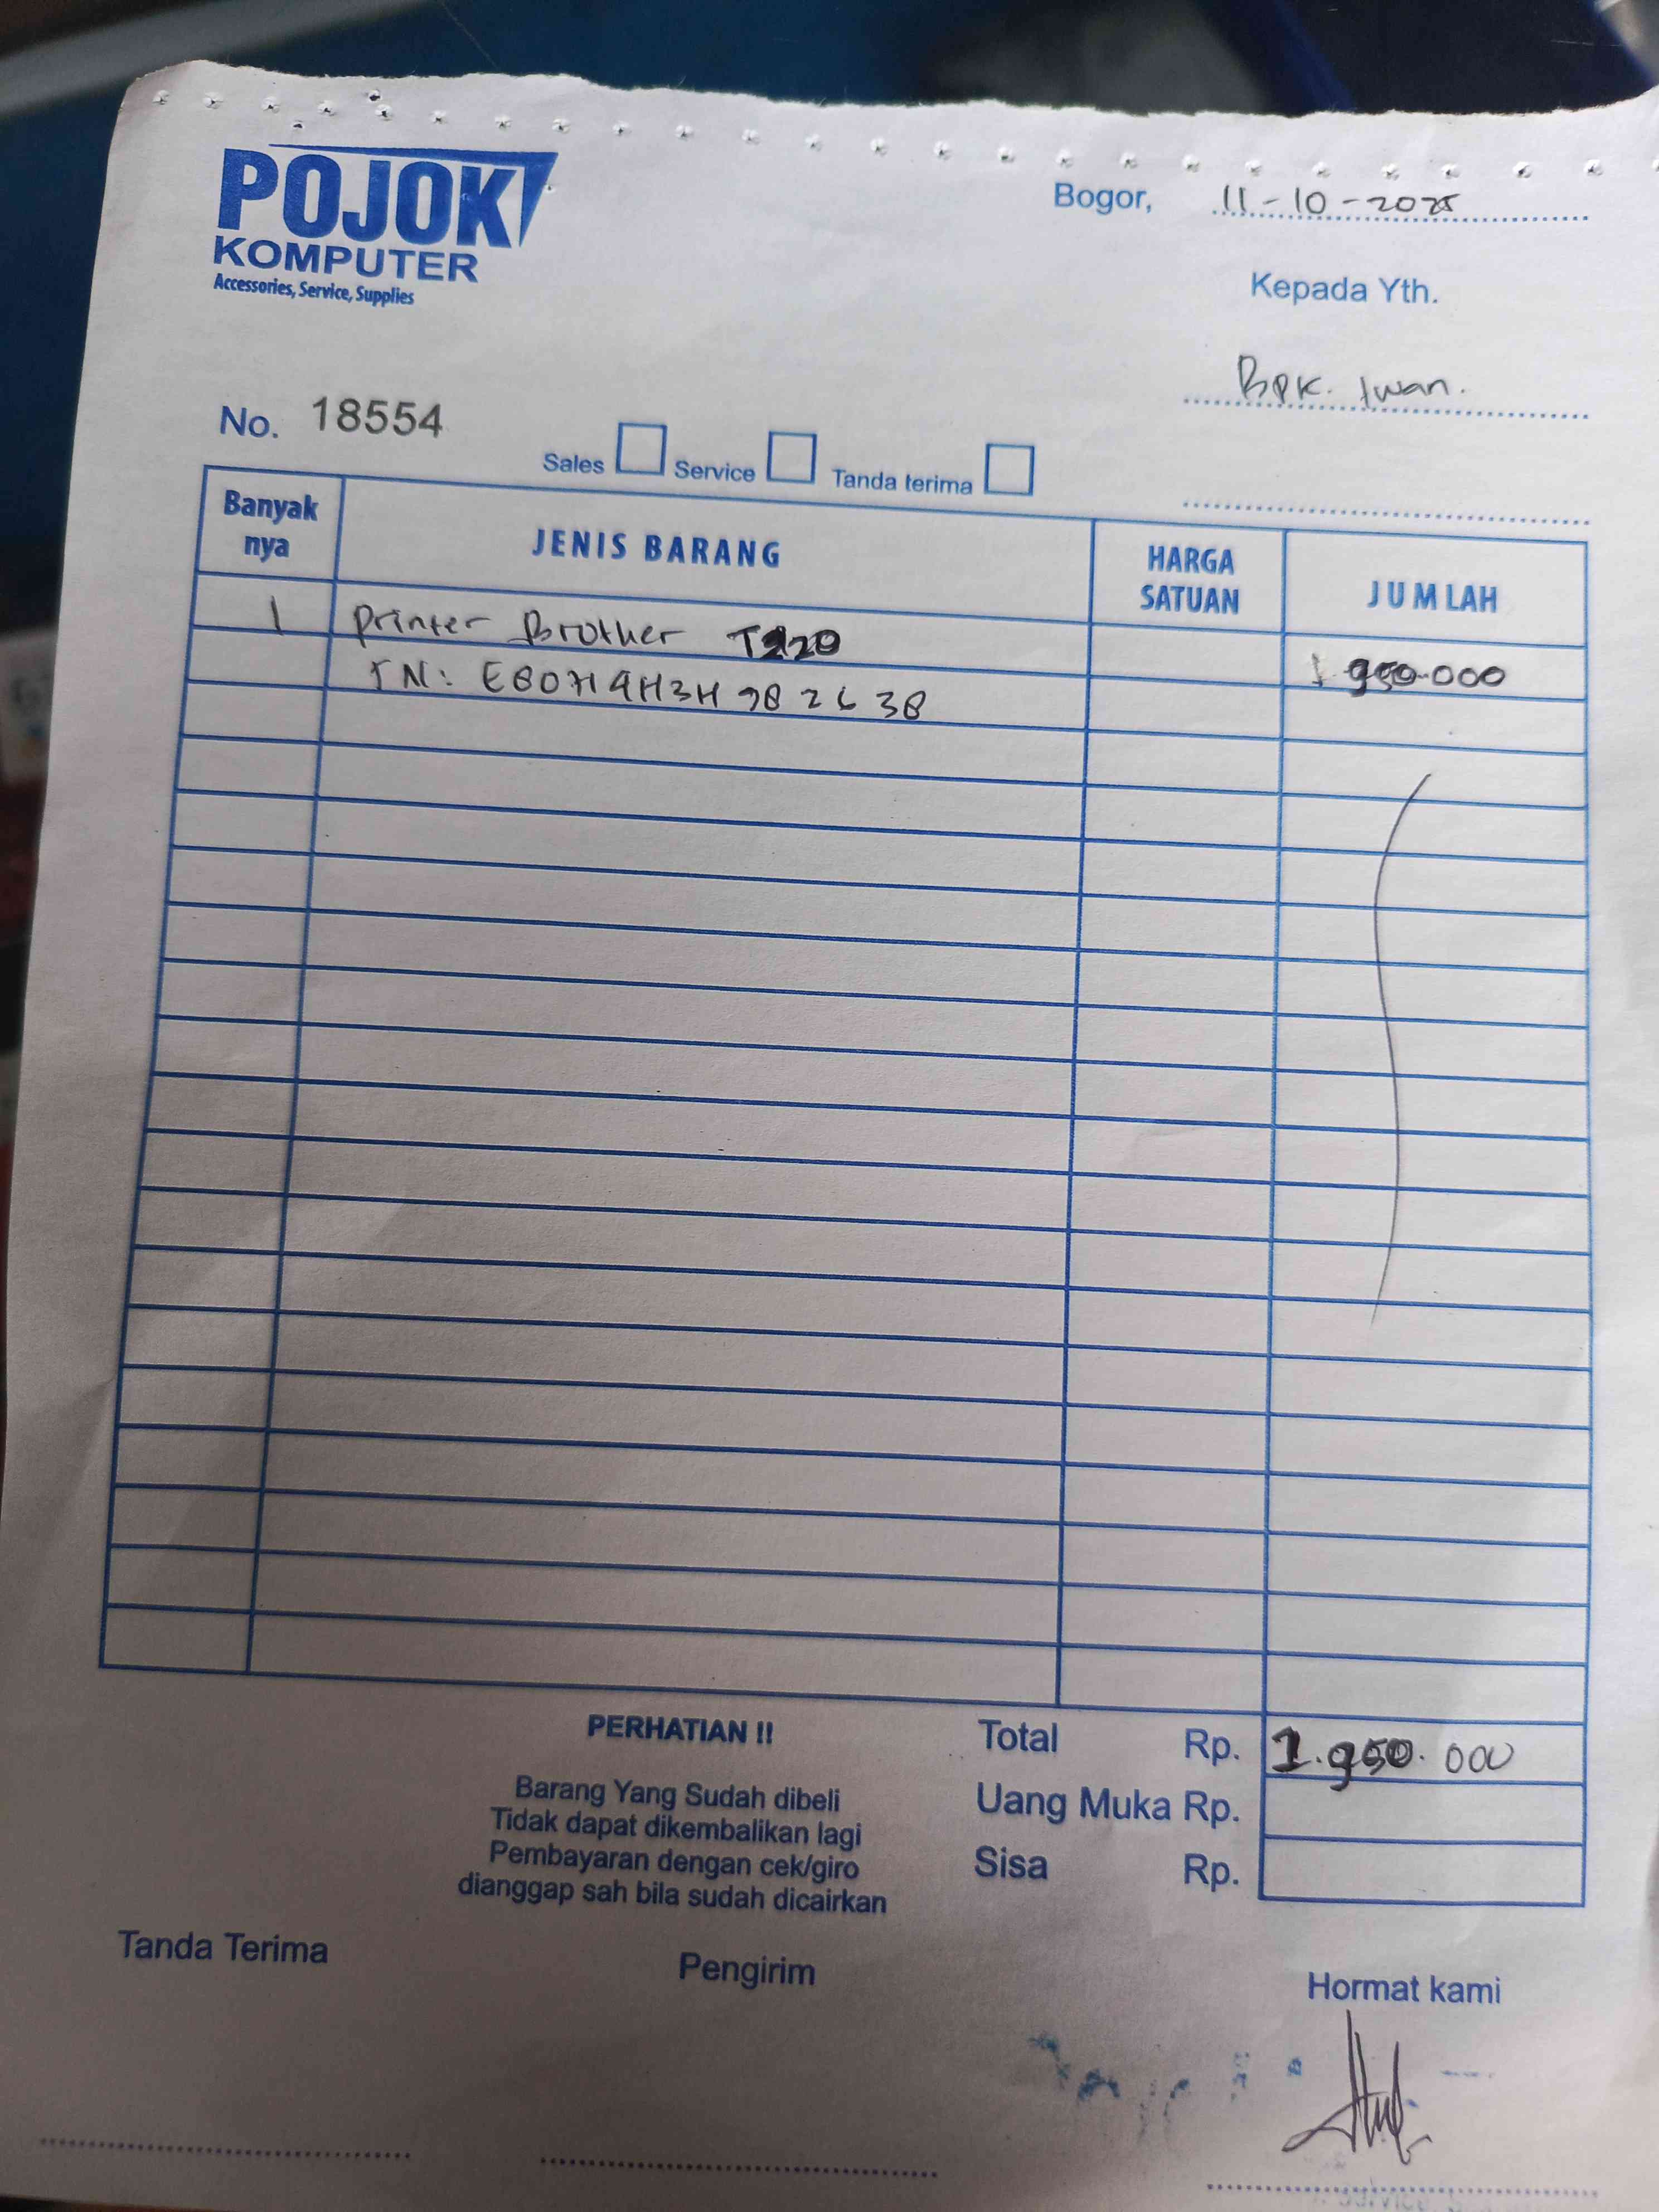 POJOK
KOMPUTER
Accessories, Service, Supplies
Bogor, 11-10-2025
Kepada Yth.
Bpk. Iwan.
No. 18554
Sales Service Tanda terima
Banyak nya JENIS BARANG HARGA SATUAN JUMLAH
1 Printer Brother T220 1 950.000
SN: E80H9H3H
PERHATIAN !!
Barang Yang Sudah dibeli
Tidak dapat dikembalikan lagi
Pembayaran dengan cek/giro
dianggap sah bila sudah dicairkan
Total Rp. 1.950.000
Uang Muka Rp.
Sisa Rp.
Tanda Terima
Pengirim
Hormat kami